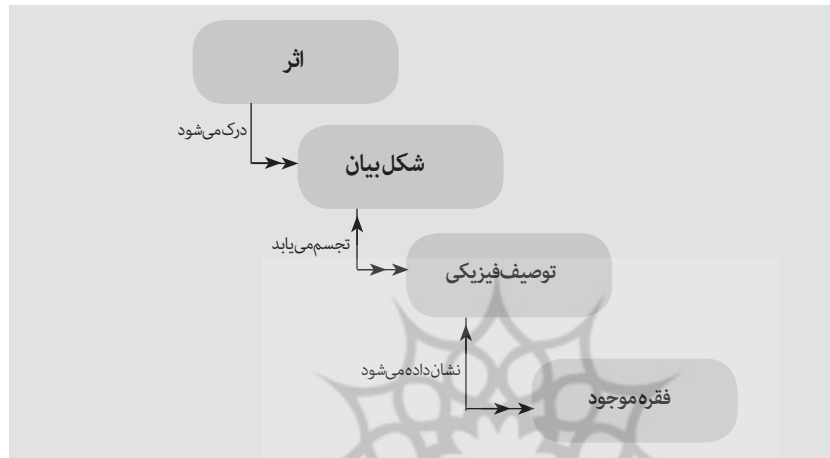 اثر
درک می‌شود
شکل بیان
تجسم می‌یابد
توصیف فیزیکی
نشان داده می‌شود
فقره موجود